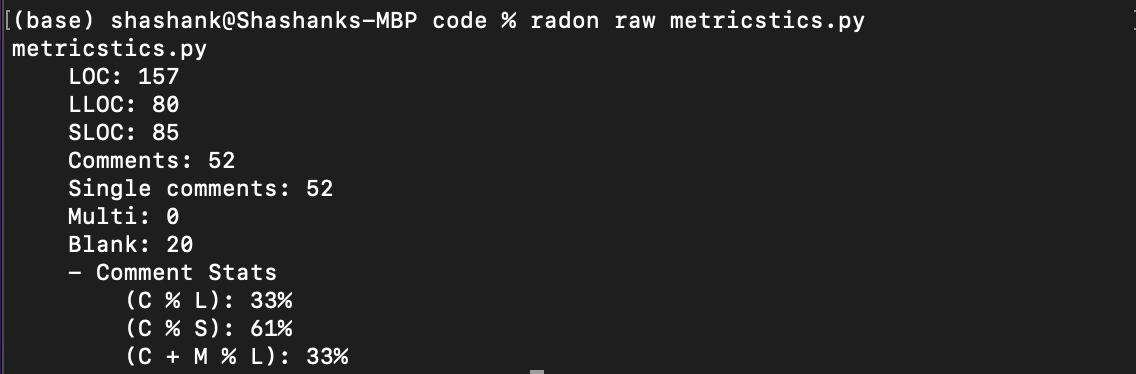 [(base) shashank@Shashanks-MBP code % radon raw metricstics.py ]
metricstics.py
    LOC: 157
    LLOC: 80
    SLOC: 85
    Comments: 52
    Single comments: 52
    Multi: 0
    Blank: 20
    - Comment Stats
        (C % L): 33%
        (C % S): 61%
        (C + M % L): 33%